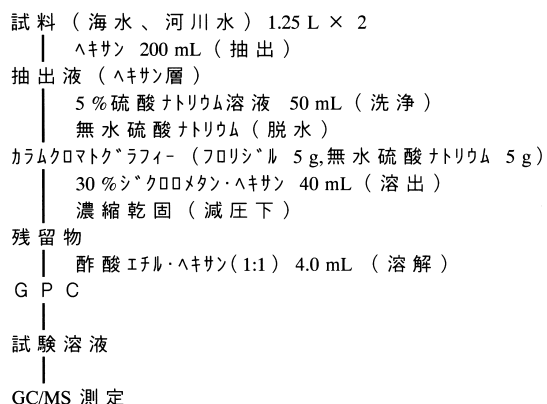 試料（海水、河川水）1.25 L × 2
ﾍｷｻﾝ 200 mL（抽出）
抽出液（ﾍｷｻﾝ層）
5 %硫酸ﾅﾄﾘｳﾑ溶液 50 mL（洗浄）
無水硫酸ﾅﾄﾘｳﾑ（脱水）
ｶﾗﾑｸﾛﾏﾄｸﾞﾗﾌｨｰ（ﾌﾛﾘｼﾞﾙ 5 g,無水硫酸ﾅﾄﾘｳﾑ 5 g）
30 %ｼﾞｸﾛﾛﾒﾀﾝ･ﾍｷｻﾝ 40 mL（溶出）
濃縮乾固（減圧下）
残留物
酢酸ｴﾁﾙ･ﾍｷｻﾝ(1:1) 4.0 mL （溶解）
ＧＰＣ
試験溶液
GC/MS 測定